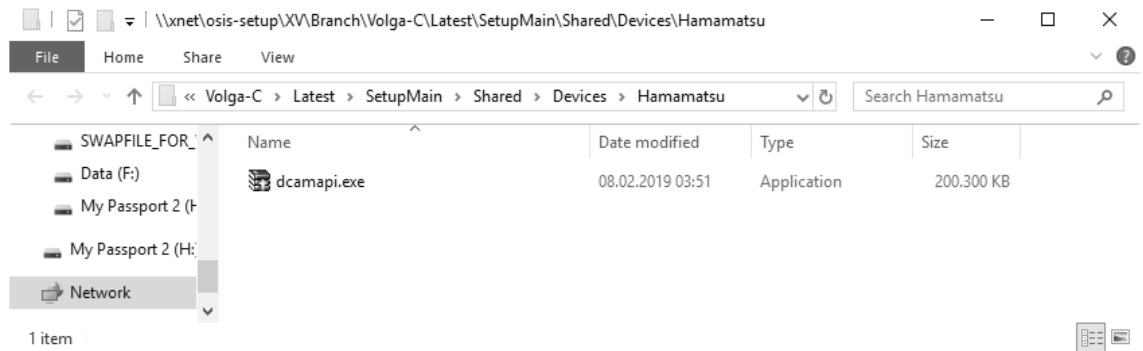 \\xnet\osis-setup\XV\Branch\Volga-C\Latest\SetupMain\Shared\Devices\Hamamatsu
File Home Share View
« Volga-C > Latest > SetupMain > Shared > Devices > Hamamatsu Search Hamamatsu
SWAPFILE_FOR_ Name Date modified Type Size
Data (F:) dcamapi.exe 08.02.2019 03:51 Application 200.300 KB
My Passport 2 (H
My Passport 2 (H:
Network
1 item